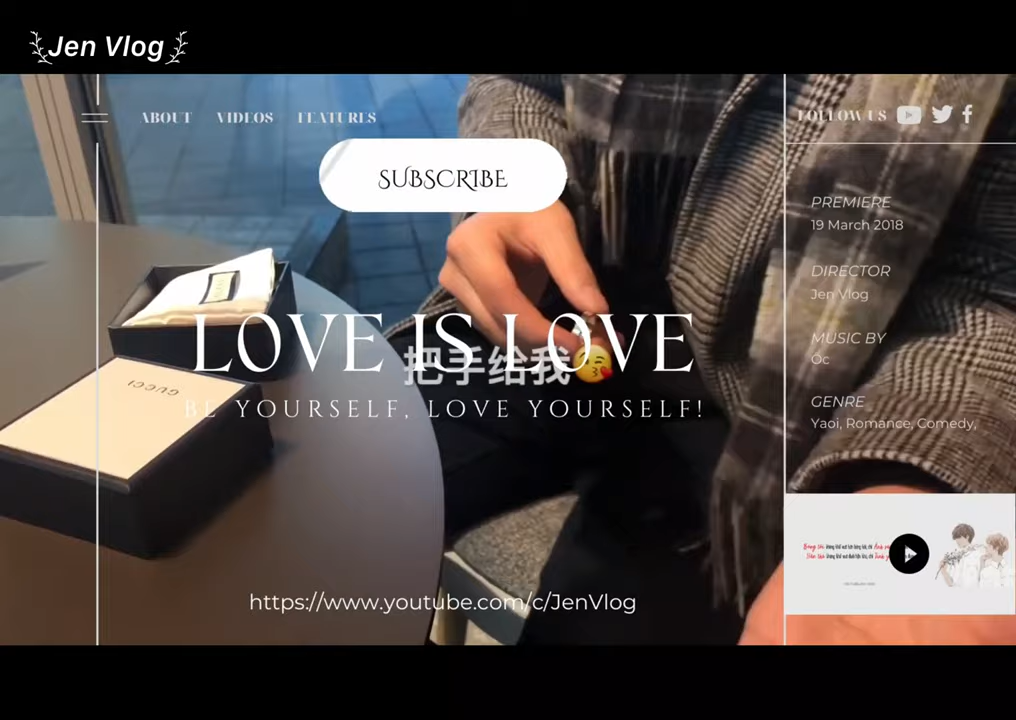 Jen Vlog
ABOUT VIDEOS FEATURES
FOLLOW US
SUBSCRIBE
PREMIERE
19 March 2018
DIRECTOR
Jen Vlog
MUSIC BY
Óc
GENRE
Yaoi, Romance, Comedy,
LOVE IS LOVE
把手给我
BE YOURSELF, LOVE YOURSELF!
GUCCI
https://www.youtube.com/c/JenVlog